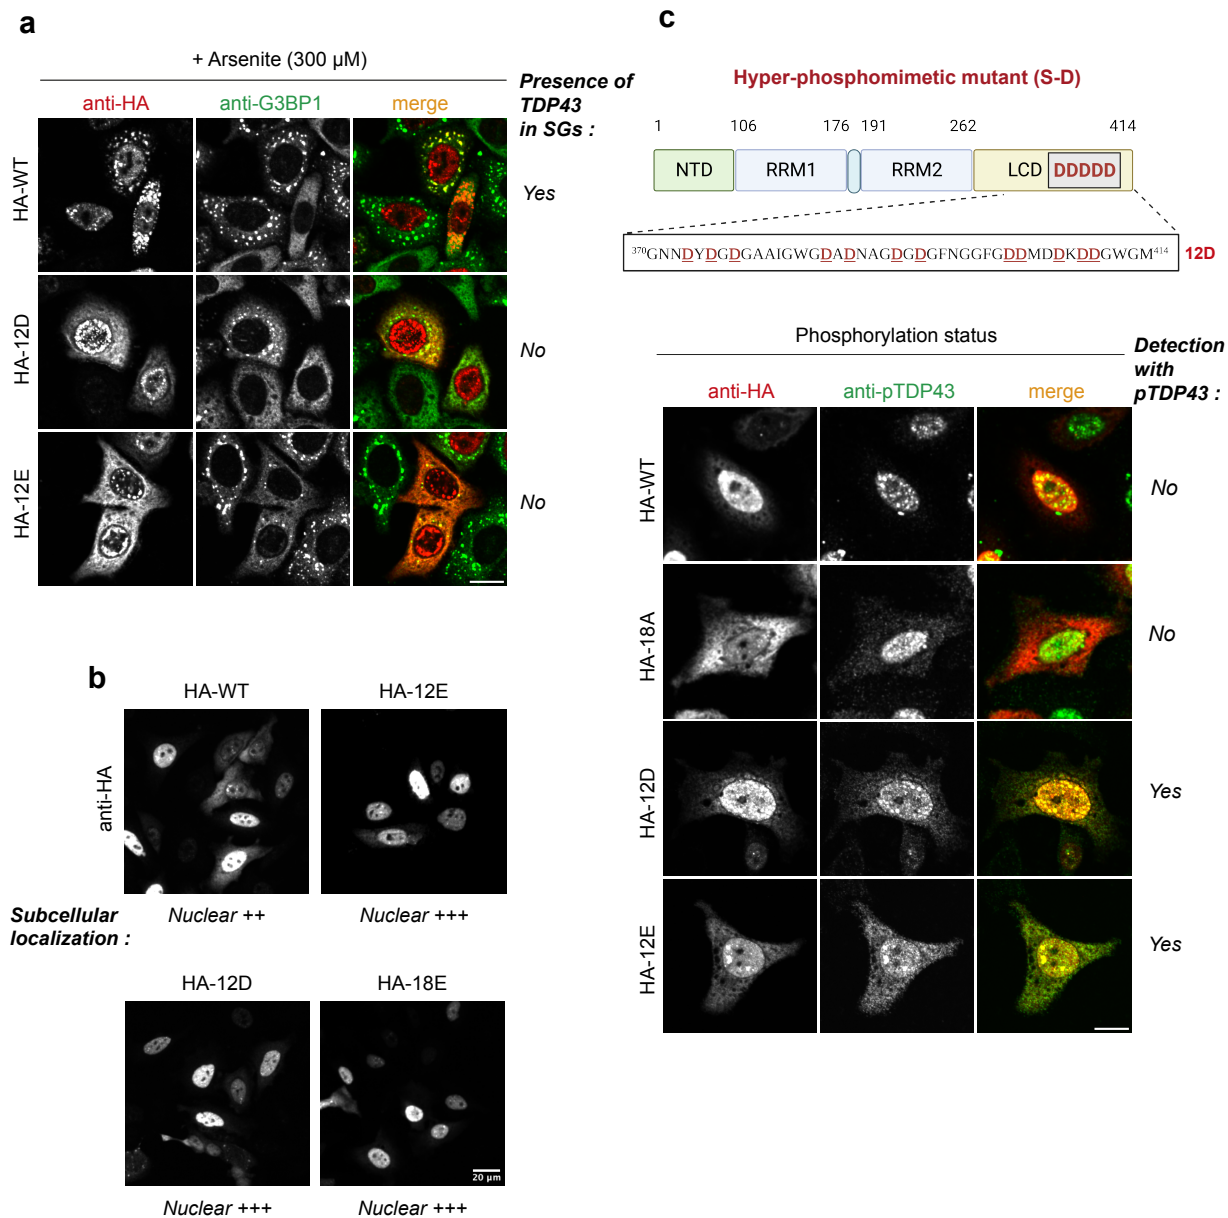 a
+ Arsenite (300 µM)
anti-HA
anti-G3BP1
merge
Presence of
TDP43
in SGs :
HA-WT
Yes
HA-12D
No
HA-12E
No
b
HA-WT
HA-12E
anti-HA
Subcellular
localization :
Nuclear ++
Nuclear +++
HA-12D
HA-18E
20 µm
Nuclear +++
Nuclear +++
c
Hyper-phosphomimetic mutant (S-D)
1
106
176
191
262
414
NTD
RRM1
RRM2
LCD
DDDDD
370GNNDYDGDGAAIGWGDADNAGDGDGFNGGFGDDMDDKDDGWGM414
12D
Phosphorylation status
anti-HA
anti-pTDP43
merge
Detection
with
pTDP43 :
HA-WT
No
HA-18A
No
HA-12D
Yes
HA-12E
Yes